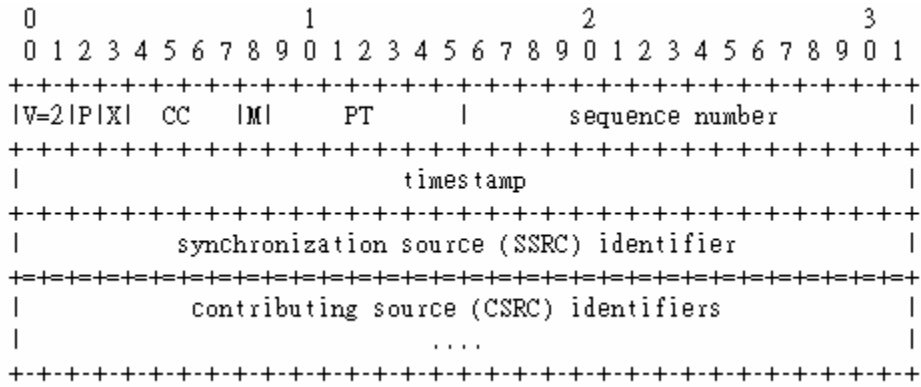 0                   1                   2                   3
 0 1 2 3 4 5 6 7 8 9 0 1 2 3 4 5 6 7 8 9 0 1 2 3 4 5 6 7 8 9 0 1
+-+-+-+-+-+-+-+-+-+-+-+-+-+-+-+-+-+-+-+-+-+-+-+-+-+-+-+-+-+-+-+-+
|V=2|P|X|  CC   |M|     PT      |       sequence number         |
+-+-+-+-+-+-+-+-+-+-+-+-+-+-+-+-+-+-+-+-+-+-+-+-+-+-+-+-+-+-+-+-+
|                           timestamp                           |
+-+-+-+-+-+-+-+-+-+-+-+-+-+-+-+-+-+-+-+-+-+-+-+-+-+-+-+-+-+-+-+-+
|           synchronization source (SSRC) identifier            |
+=+=+=+=+=+=+=+=+=+=+=+=+=+=+=+=+=+=+=+=+=+=+=+=+=+=+=+=+=+=+=+=+
|            contributing source (CSRC) identifiers             |
|                             ....                              |
+-+-+-+-+-+-+-+-+-+-+-+-+-+-+-+-+-+-+-+-+-+-+-+-+-+-+-+-+-+-+-+-+